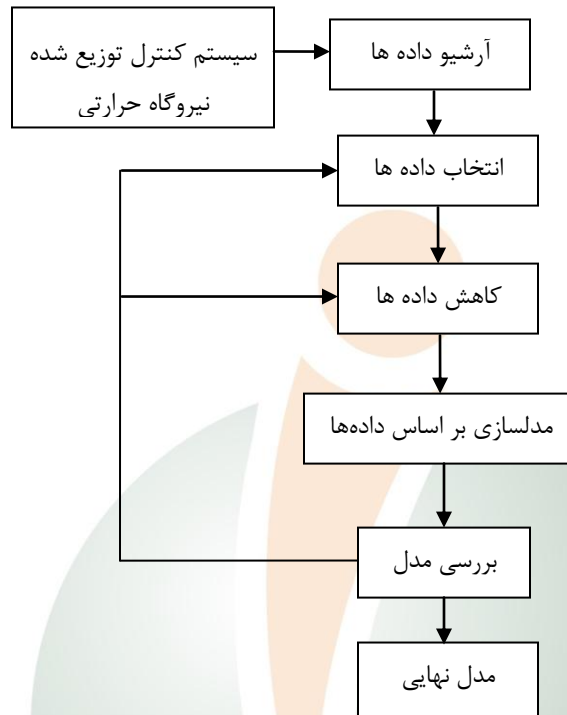 سیستم کنترل توزیع شده
نیروگاه حرارتی
آرشیو داده ها
انتخاب داده ها
کاهش داده ها
مدلسازی بر اساس داده‌ها
بررسی مدل
مدل نهایی